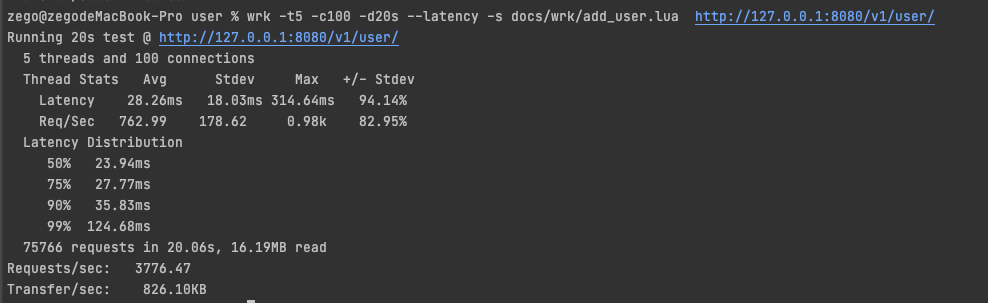 zego@zegodeMacBook-Pro user % wrk -t5 -c100 -d20s --latency -s docs/wrk/add_user.lua  http://127.0.0.1:8080/v1/user/
Running 20s test @ http://127.0.0.1:8080/v1/user/
  5 threads and 100 connections
  Thread Stats   Avg      Stdev     Max   +/- Stdev
    Latency    28.26ms   18.03ms 314.64ms   94.14%
    Req/Sec   762.99    178.62     0.98k    82.95%
  Latency Distribution
     50%   23.94ms
     75%   27.77ms
     90%   35.83ms
     99%  124.68ms
  75766 requests in 20.06s, 16.19MB read
Requests/sec:   3776.47
Transfer/sec:    826.10KB